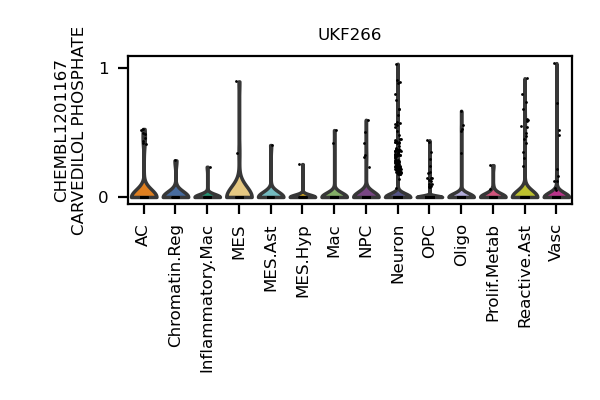 UKF266
CHEMBL1201167
CARVEDILOL PHOSPHATE
1
0
AC
Chromatin.Reg
Inflammatory.Mac
MES
MES.Ast
MES.Hyp
Mac
NPC
Neuron
OPC
Oligo
Prolif.Metab
Reactive.Ast
Vasc